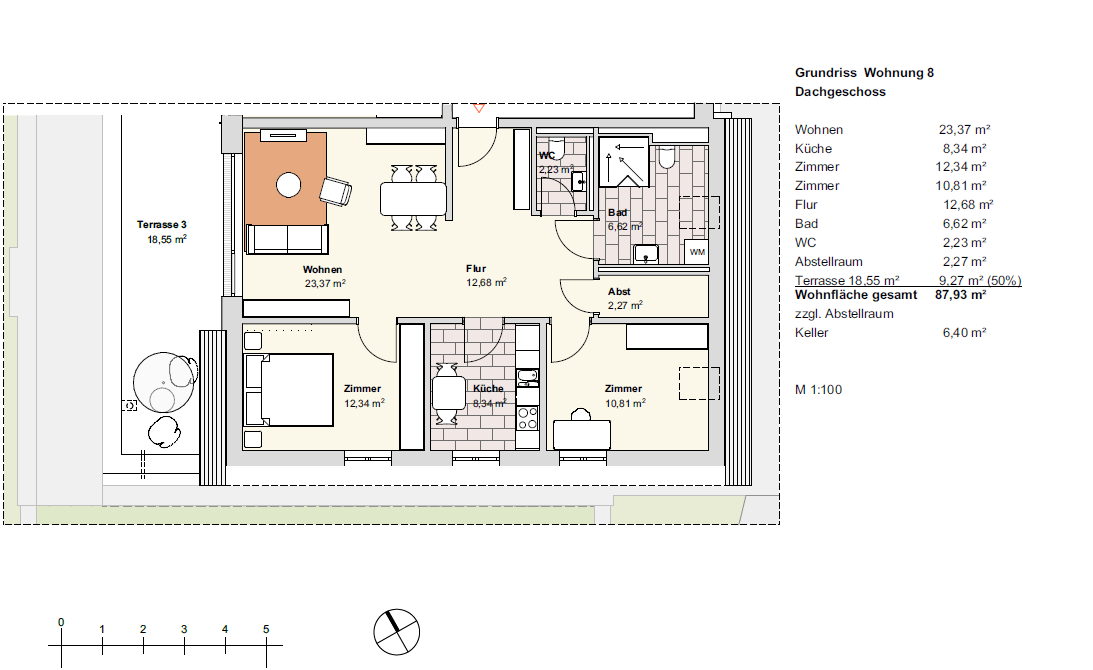 Grundriss Wohnung 8
Dachgeschoss
Wohnen 23,37 m²
Küche 8,34 m²
Zimmer 12,34 m²
Zimmer 10,81 m²
Flur 12,68 m²
Bad 6,62 m²
WC 2,23 m²
Abstellraum 2,27 m²
Terrasse 18,55 m² 9,27 m² (50%)
Wohnfläche gesamt 87,93 m²
zzgl. Abstellraum
Keller 6,40 m²
M 1:100
WC
2,23 m²
Bad
6,62 m²
WM
Terrasse 3
18,55 m²
Wohnen
23,37 m²
Flur
12,68 m²
Abst
2,27 m²
Zimmer
12,34 m²
Küche
8,34 m²
Zimmer
10,81 m²
0 1 2 3 4 5